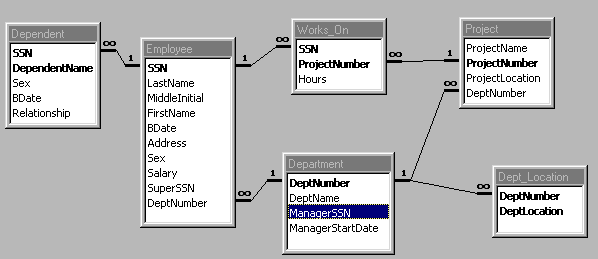 Dependent
SSN
DependentName
Sex
BDate
Relationship
∞
1
Employee
SSN
LastName
MiddleInitial
FirstName
BDate
Address
Sex
Salary
SuperSSN
DeptNumber
1
∞
∞
1
Works_On
SSN
ProjectNumber
Hours
∞
1
Project
ProjectName
ProjectNumber
ProjectLocation
DeptNumber
∞
Department
DeptNumber
DeptName
ManagerSSN
ManagerStartDate
1
∞
Dept_Location
DeptNumber
DeptLocation